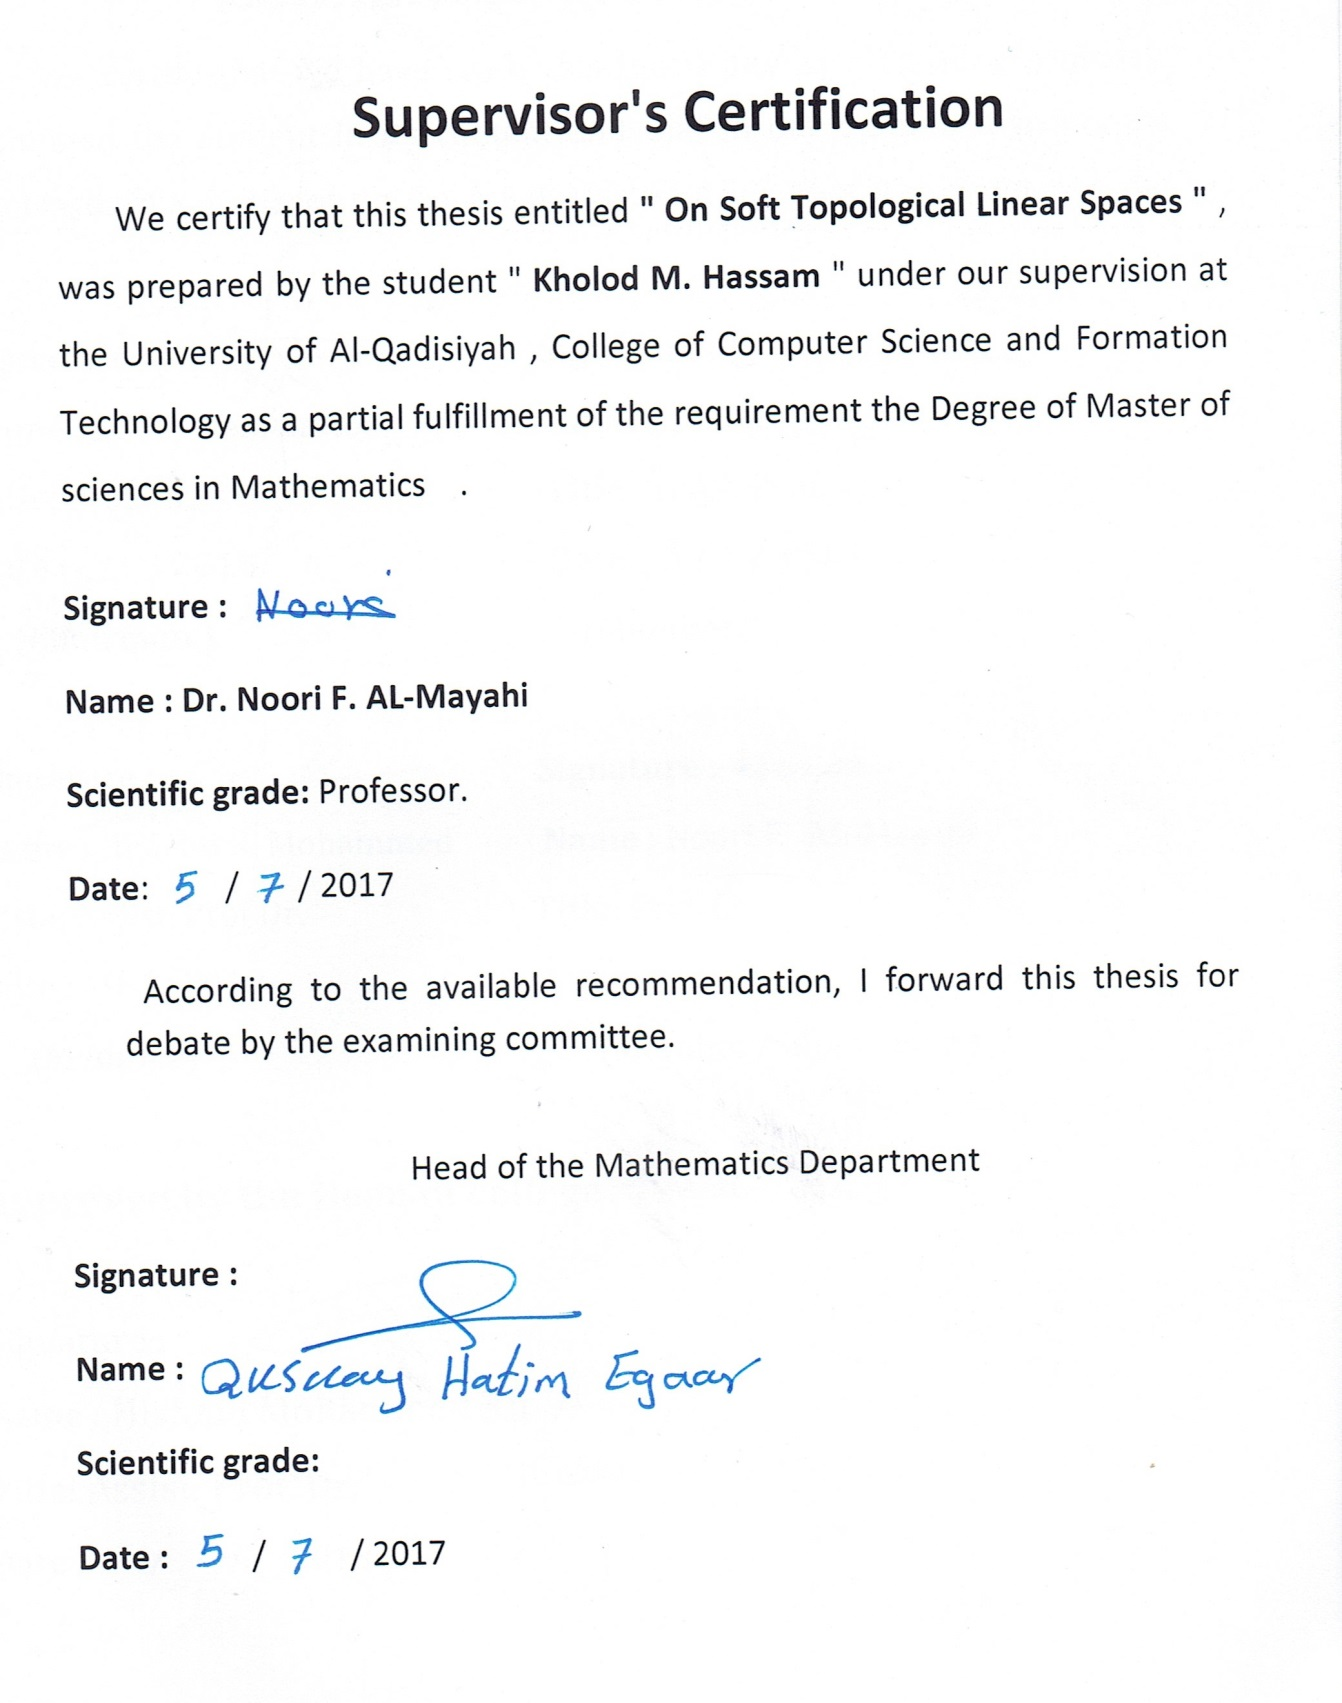 Supervisor's Certification
We certify that this thesis entitled " On Soft Topological Linear Spaces " ,
was prepared by the student " Kholod M. Hassam " under our supervision at
the University of Al-Qadisiyah , College of Computer Science and Formation
Technology as a partial fulfillment of the requirement the Degree of Master of
sciences in Mathematics .
Signature : Noori
Name : Dr. Noori F. AL-Mayahi
Scientific grade: Professor.
Date: 5 / 7 / 2017
According to the available recommendation, I forward this thesis for
debate by the examining committee.
Head of the Mathematics Department
Signature :
Name : Hatim
Scientific grade:
Date : 5 / 7 / 2017